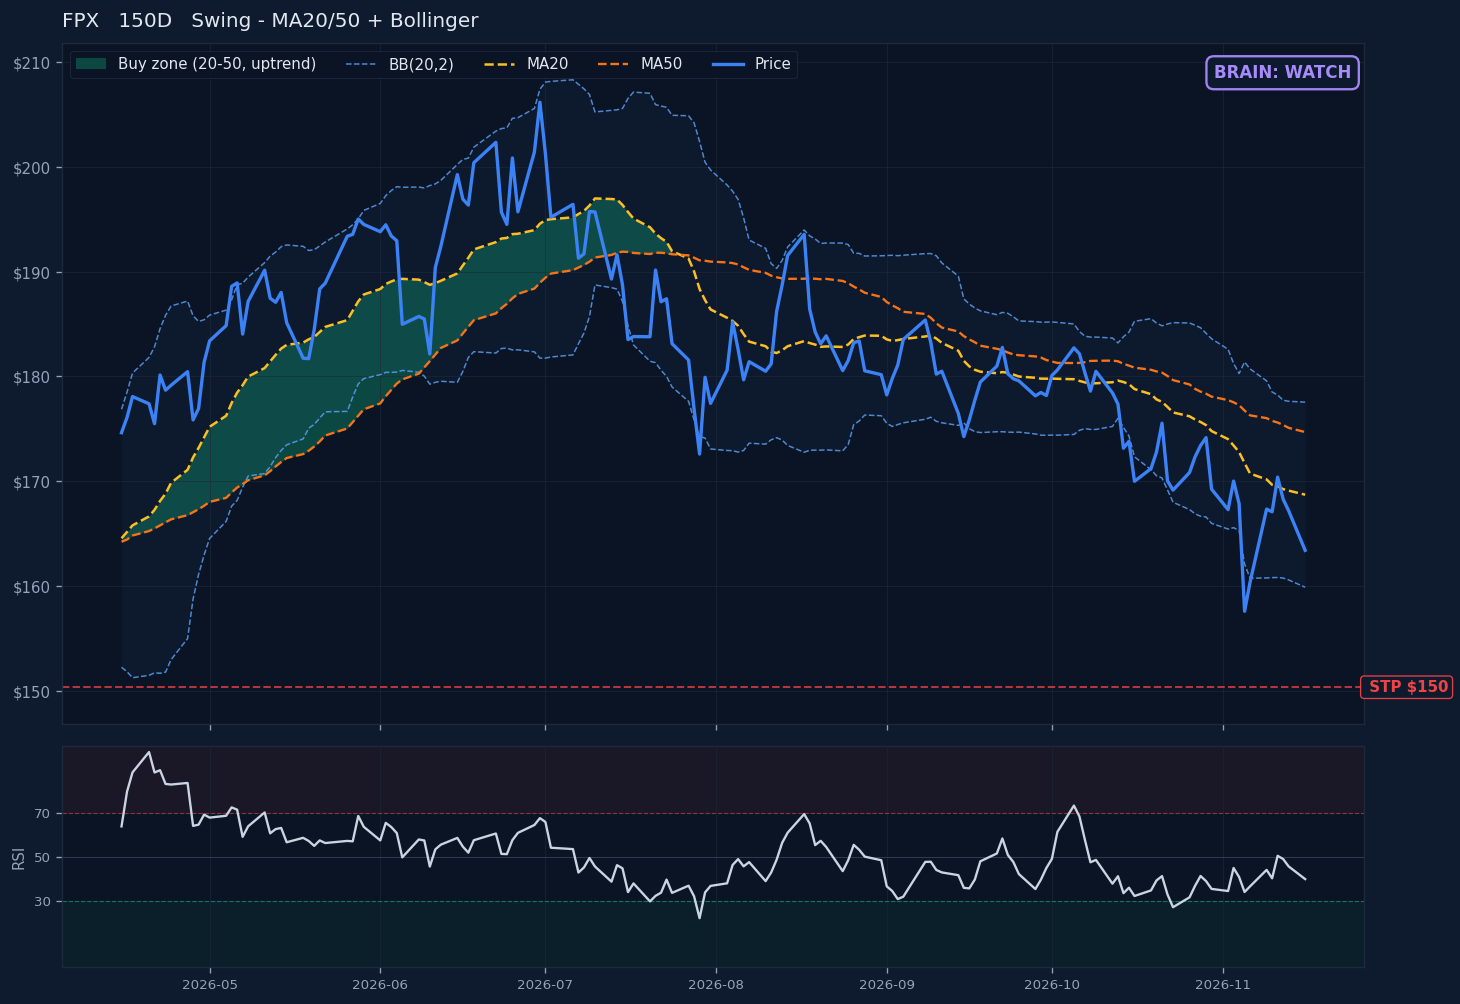 FPX   150D   Swing - MA20/50 + Bollinger
Buy zone (20-50, uptrend)   BB(20,2)   MA20   MA50   Price
BRAIN: WATCH
$210
$200
$190
$180
$170
$160
$150
STP $150
RSI
70
50
30
2026-05   2026-06   2026-07   2026-08   2026-09   2026-10   2026-11